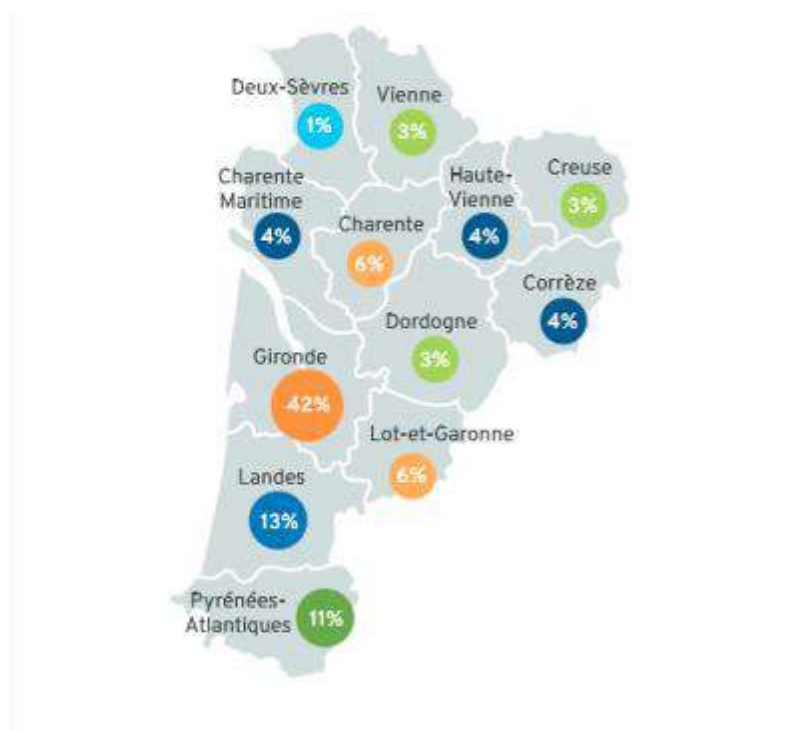 Deux-Sèvres
1%
Vienne
3%
Charente
Maritime
4%
Charente
6%
Haute-
Vienne
4%
Creuse
3%
Corrèze
4%
Dordogne
3%
Gironde
42%
Lot-et-Garonne
6%
Landes
13%
Pyrénées-
Atlantiques
11%